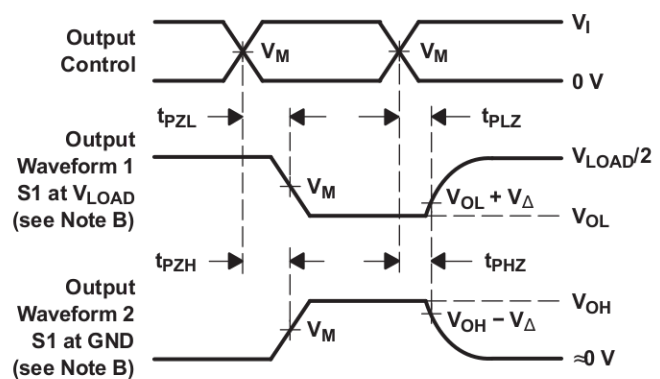 Output
Control
V_M
V_M
V_I
0 V
t_PZL
t_PLZ
Output
Waveform 1
S1 at V_LOAD
(see Note B)
V_M
V_LOAD/2
V_OL + V_Δ
V_OL
t_PZH
t_PHZ
Output
Waveform 2
S1 at GND
(see Note B)
V_M
V_OH
V_OH − V_Δ
≈0 V